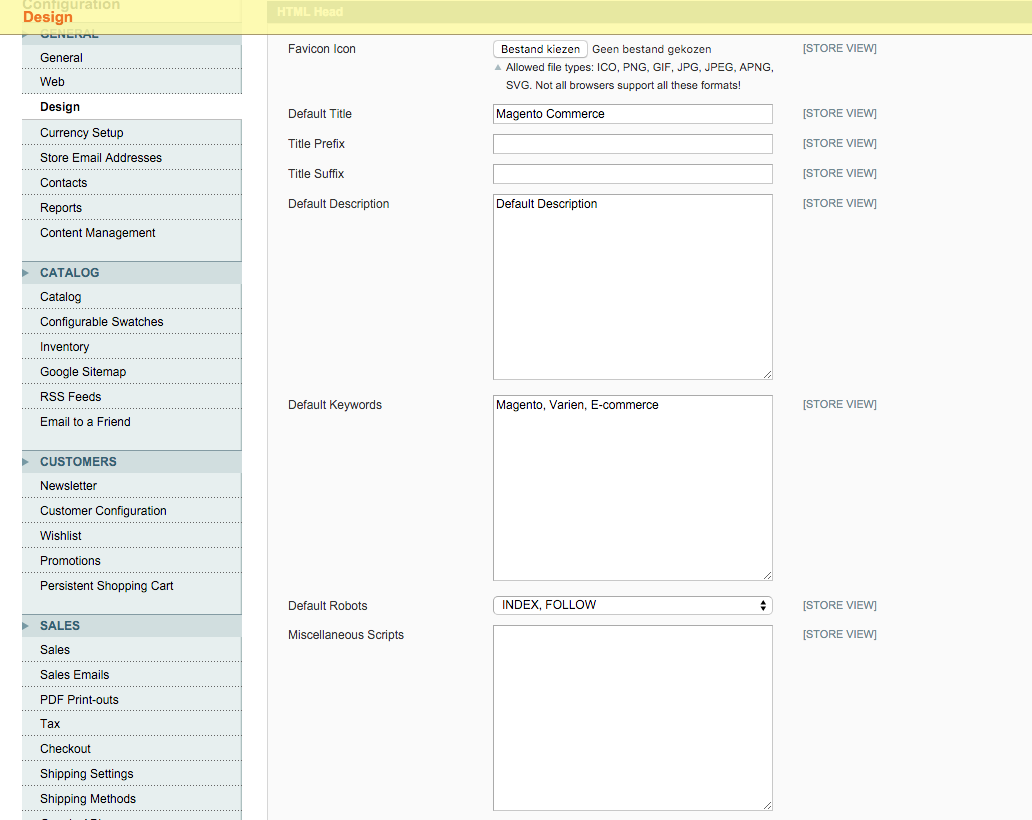 Configuration
Design
GENERAL
General
Web
Design
Currency Setup
Store Email Addresses
Contacts
Reports
Content Management
CATALOG
Catalog
Configurable Swatches
Inventory
Google Sitemap
RSS Feeds
Email to a Friend
CUSTOMERS
Newsletter
Customer Configuration
Wishlist
Promotions
Persistent Shopping Cart
SALES
Sales
Sales Emails
PDF Print-outs
Tax
Checkout
Shipping Settings
Shipping Methods
HTML Head
Favicon Icon Bestand kiezen Geen bestand gekozen [STORE VIEW]
Allowed file types: ICO, PNG, GIF, JPG, JPEG, APNG,
SVG. Not all browsers support all these formats!
Default Title Magento Commerce [STORE VIEW]
Title Prefix [STORE VIEW]
Title Suffix [STORE VIEW]
Default Description Default Description [STORE VIEW]
Default Keywords Magento, Varien, E-commerce [STORE VIEW]
Default Robots INDEX, FOLLOW [STORE VIEW]
Miscellaneous Scripts [STORE VIEW]